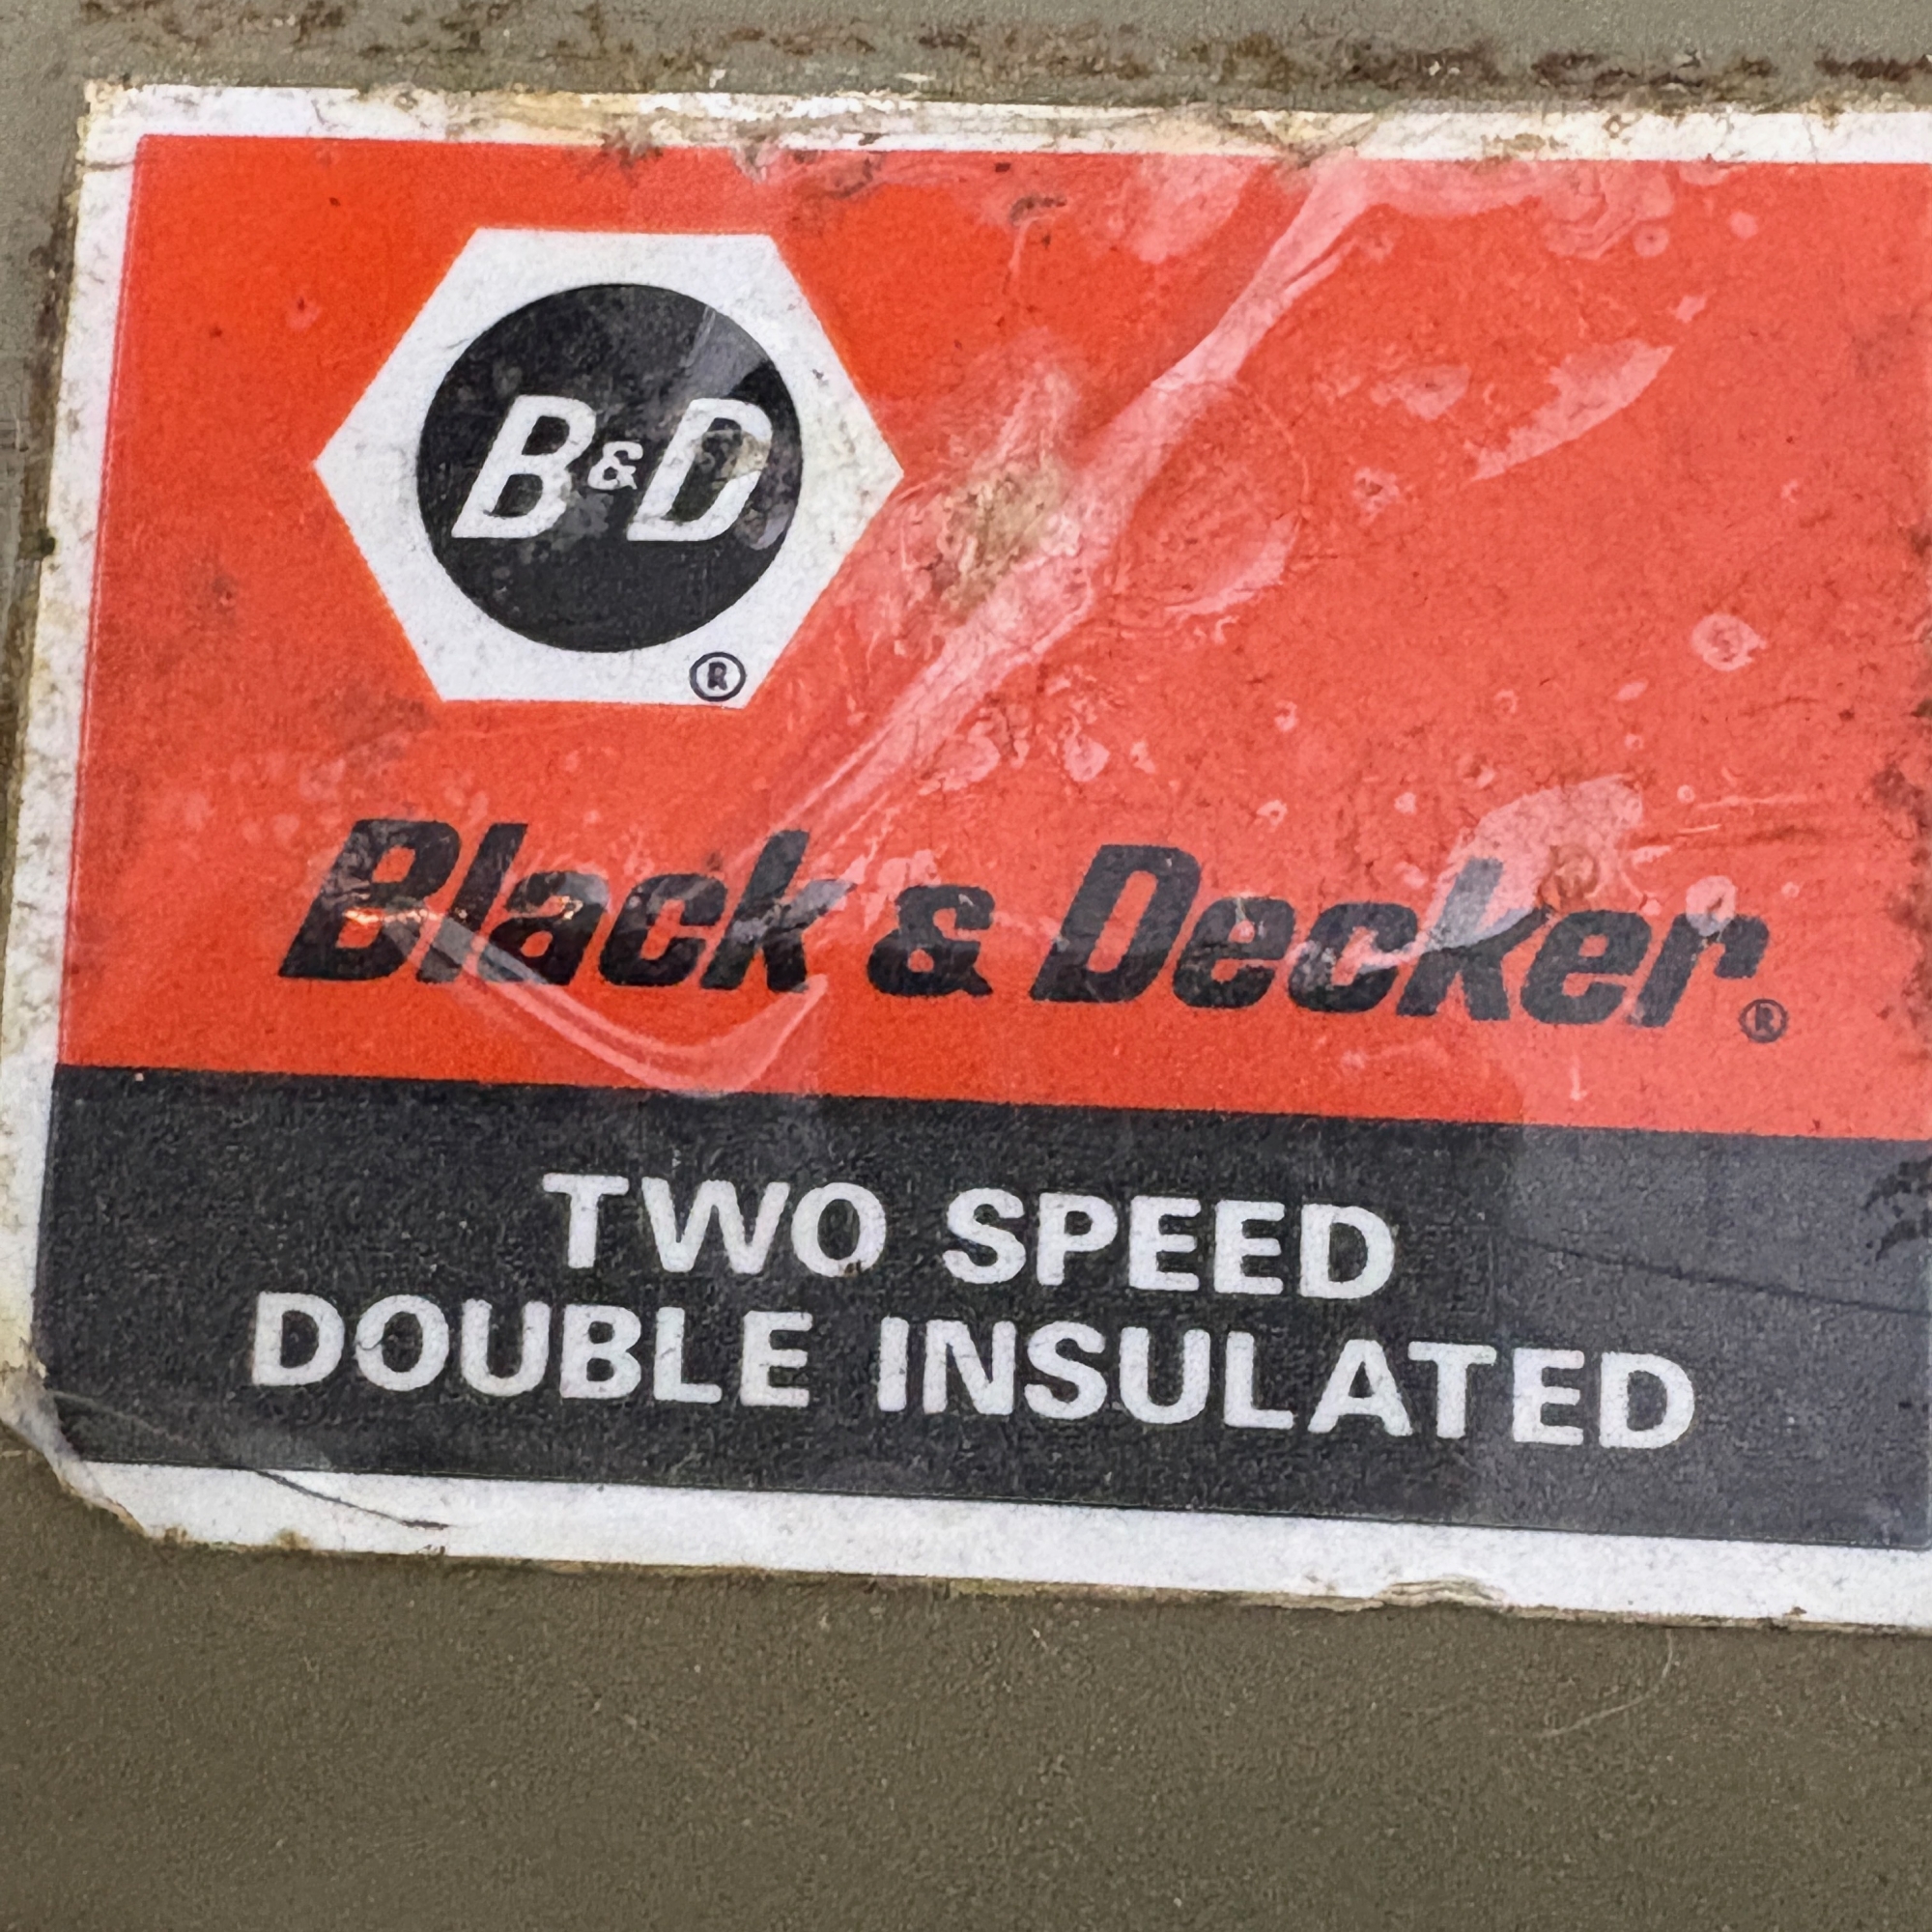 B&D
®
Black & Decker®
TWO SPEED
DOUBLE INSULATED